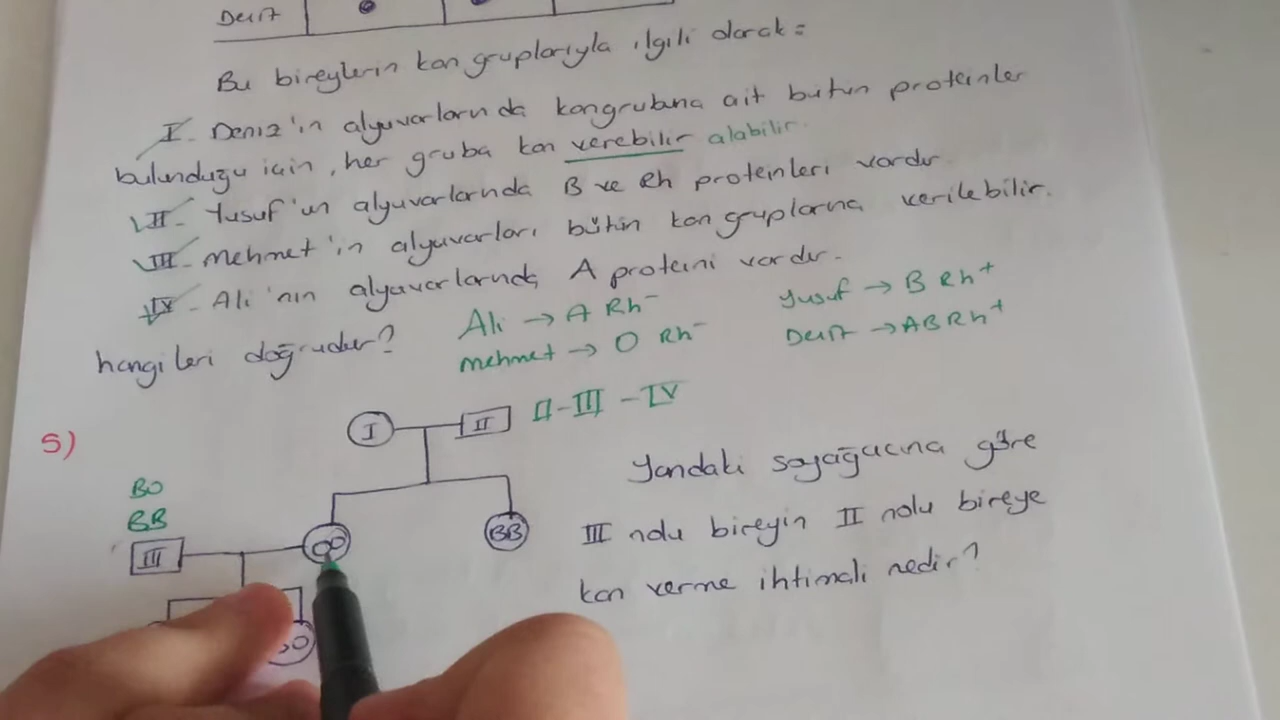 Deniz
Bu bireylerin kan gruplarıyla ilgili olarak:
I. Deniz'in alyuvarlarında kangrubuna ait bütün proteinler
bulunduğu için, her gruba kan verebilir alabilir.
II. Yusuf'un alyuvarlarında B ve Rh proteinleri vardır
III. Mehmet'in alyuvarları bütün kan gruplarına verilebilir.
IV. Ali'nin alyuvarlarında A proteini vardır.
hangileri doğrudur?
Ali → A Rh⁻
Yusuf → B Rh⁺
Mehmet → O Rh⁻
Deniz → AB Rh⁺
II-III-IV
5)
I
II
BO
BB
III
OO
BB
Yandaki soyağacına göre
III nolu bireyin II nolu bireye
kan verme ihtimali nedir?